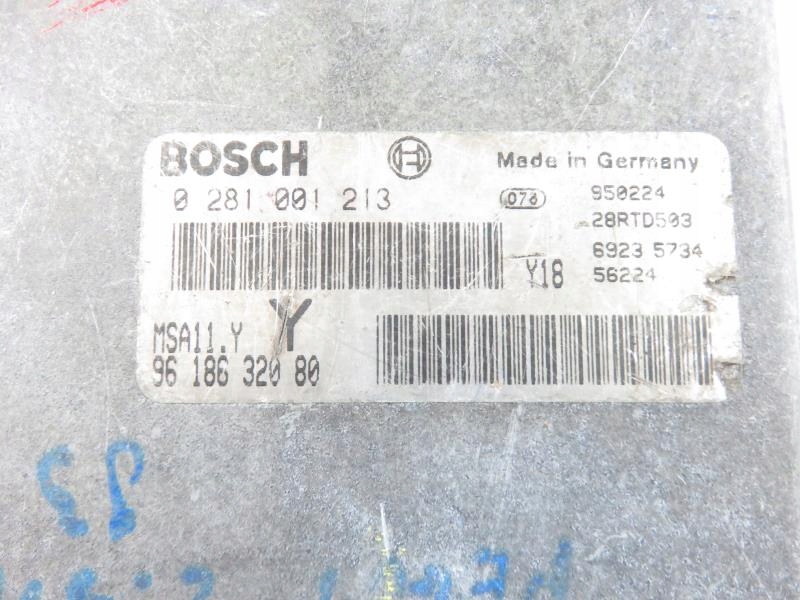 BOSCH
Made in Germany
0 281 001 213
078
950224
28RTD503
6923 5734
Y18
56224
MSA11.Y
Y
96 186 320 80